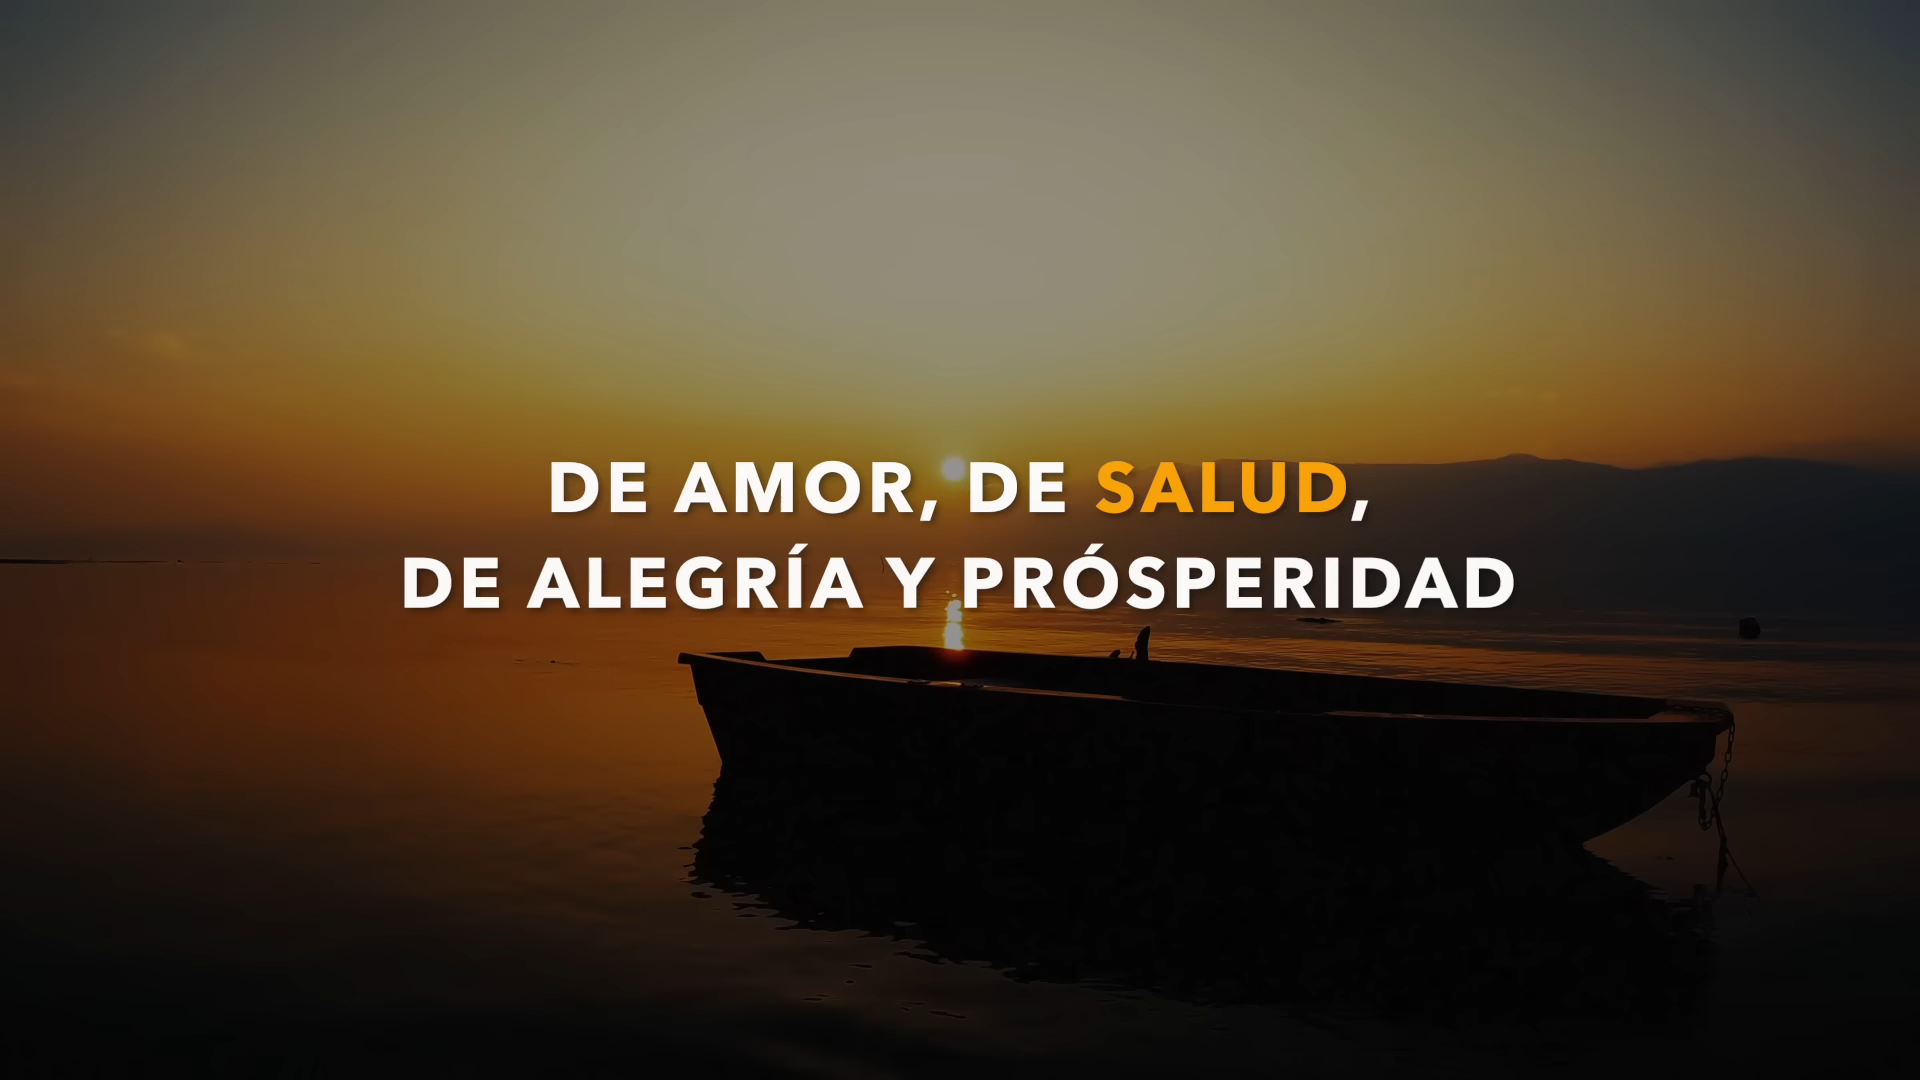 DE AMOR, DE SALUD,
DE ALEGRÍA Y PRÓSPERIDAD